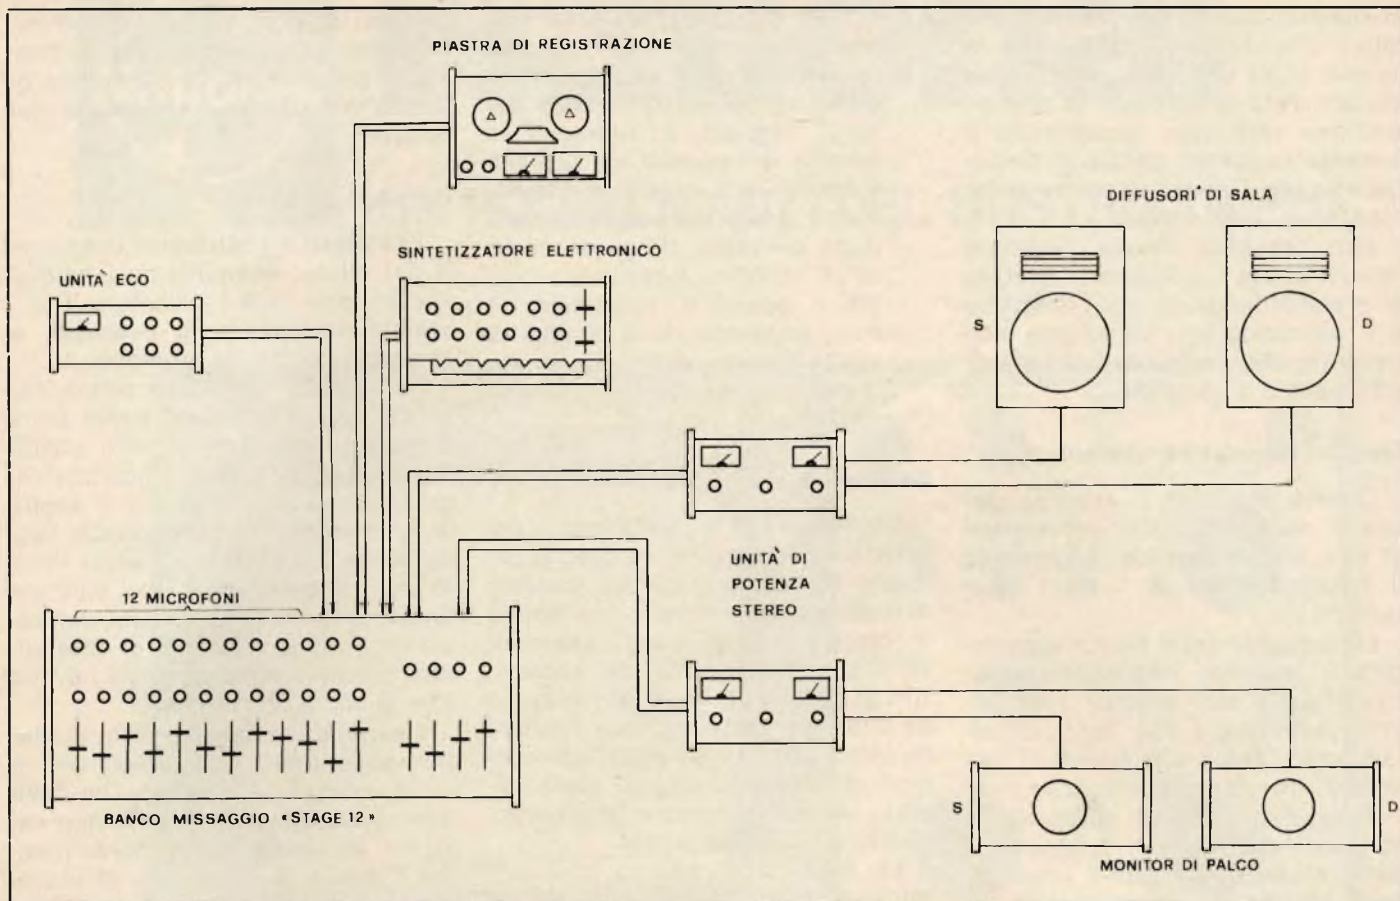 PIASTRA DI REGISTRAZIONE
DIFFUSORI DI SALA
SINTETIZZATORE ELETTRONICO
UNITÀ ECO
S
D
UNITÀ DI
POTENZA
STEREO
12 MICROFONI
S
D
BANCO MISSAGGIO «STAGE 12»
MONITOR DI PALCO